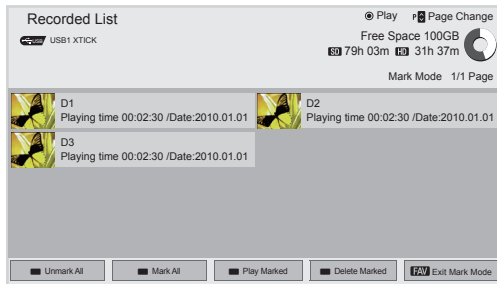 Recorded List
Play P Page Change
USB USB1 XTICK
Free Space 100GB
SD 79h 03m HD 31h 37m
Mark Mode 1/1 Page
D1
Playing time 00:02:30 /Date:2010.01.01
D2
Playing time 00:02:30 /Date:2010.01.01
D3
Playing time 00:02:30 /Date:2010.01.01
Unmark All Mark All Play Marked Delete Marked FAV Exit Mark Mode